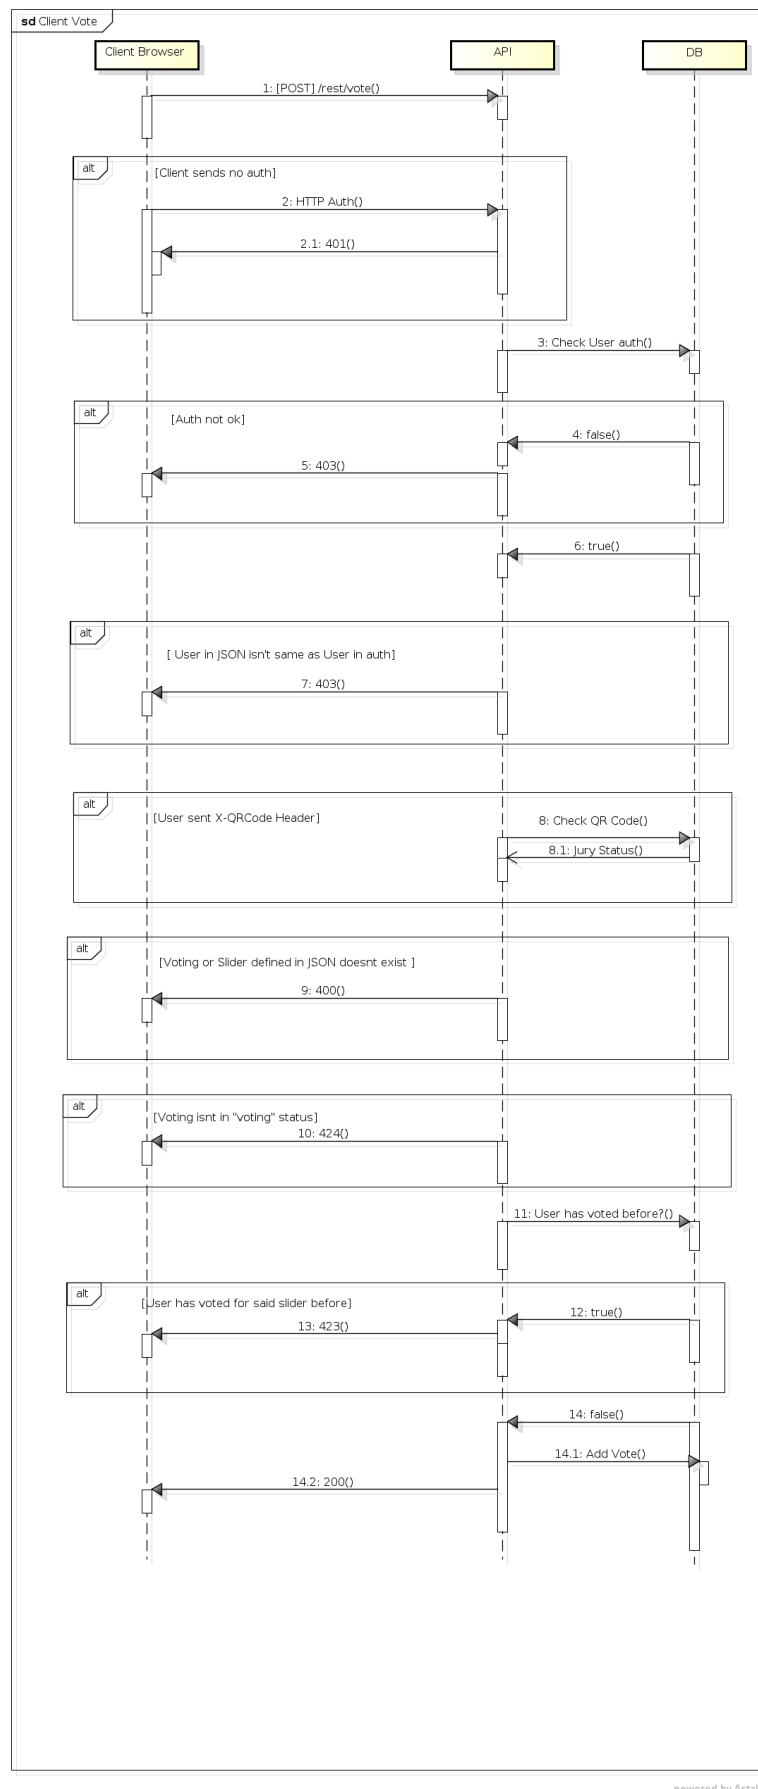 sd Client Vote
Client Browser
API
DB
1: [POST] /rest/vote()
alt
[Client sends no auth]
2: HTTP Auth()
2.1: 401()
3: Check User auth()
alt
[Auth not ok]
4: false()
5: 403()
6: true()
alt
[ User in JSON isn't same as User in auth]
7: 403()
alt
[User sent X-QRCode Header]
8: Check QR Code()
8.1: Jury Status()
alt
[Voting or Slider defined in JSON doesnt exist ]
9: 400()
alt
[Voting isnt in "voting" status]
10: 424()
11: User has voted before?()
alt
[User has voted for said slider before]
12: true()
13: 423()
14: false()
14.1: Add Vote()
14.2: 200()
powered by